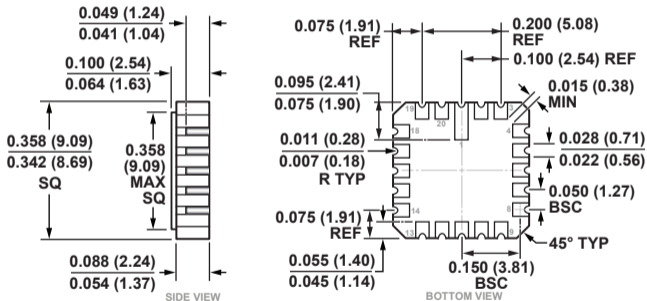 0.049 (1.24)
0.041 (1.04)
0.100 (2.54)
0.064 (1.63)
0.358 (9.09)
0.342 (8.69)
SQ
0.358
(9.09)
MAX
SQ
0.088 (2.24)
0.054 (1.37)
SIDE VIEW
0.075 (1.91)
REF
0.200 (5.08)
REF
0.100 (2.54) REF
0.095 (2.41)
0.075 (1.90)
0.015 (0.38)
MIN
0.011 (0.28)
0.007 (0.18)
R TYP
0.028 (0.71)
0.022 (0.56)
0.050 (1.27)
BSC
0.075 (1.91)
REF
0.055 (1.40)
0.045 (1.14)
0.150 (3.81)
BSC
45° TYP
19
20
3
18
1
4
14
8
13
9
BOTTOM VIEW